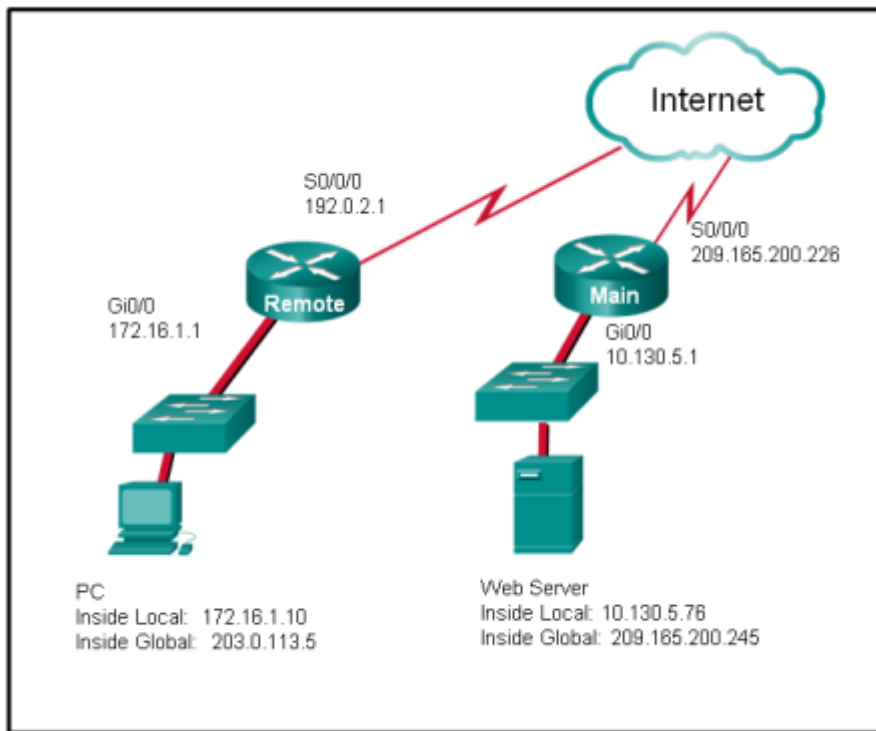 Internet
S0/0/0
192.0.2.1
S0/0/0
209.165.200.226
Remote
Main
Gi0/0
172.16.1.1
Gi0/0
10.130.5.1
PC
Inside Local: 172.16.1.10
Inside Global: 203.0.113.5
Web Server
Inside Local: 10.130.5.76
Inside Global: 209.165.200.245